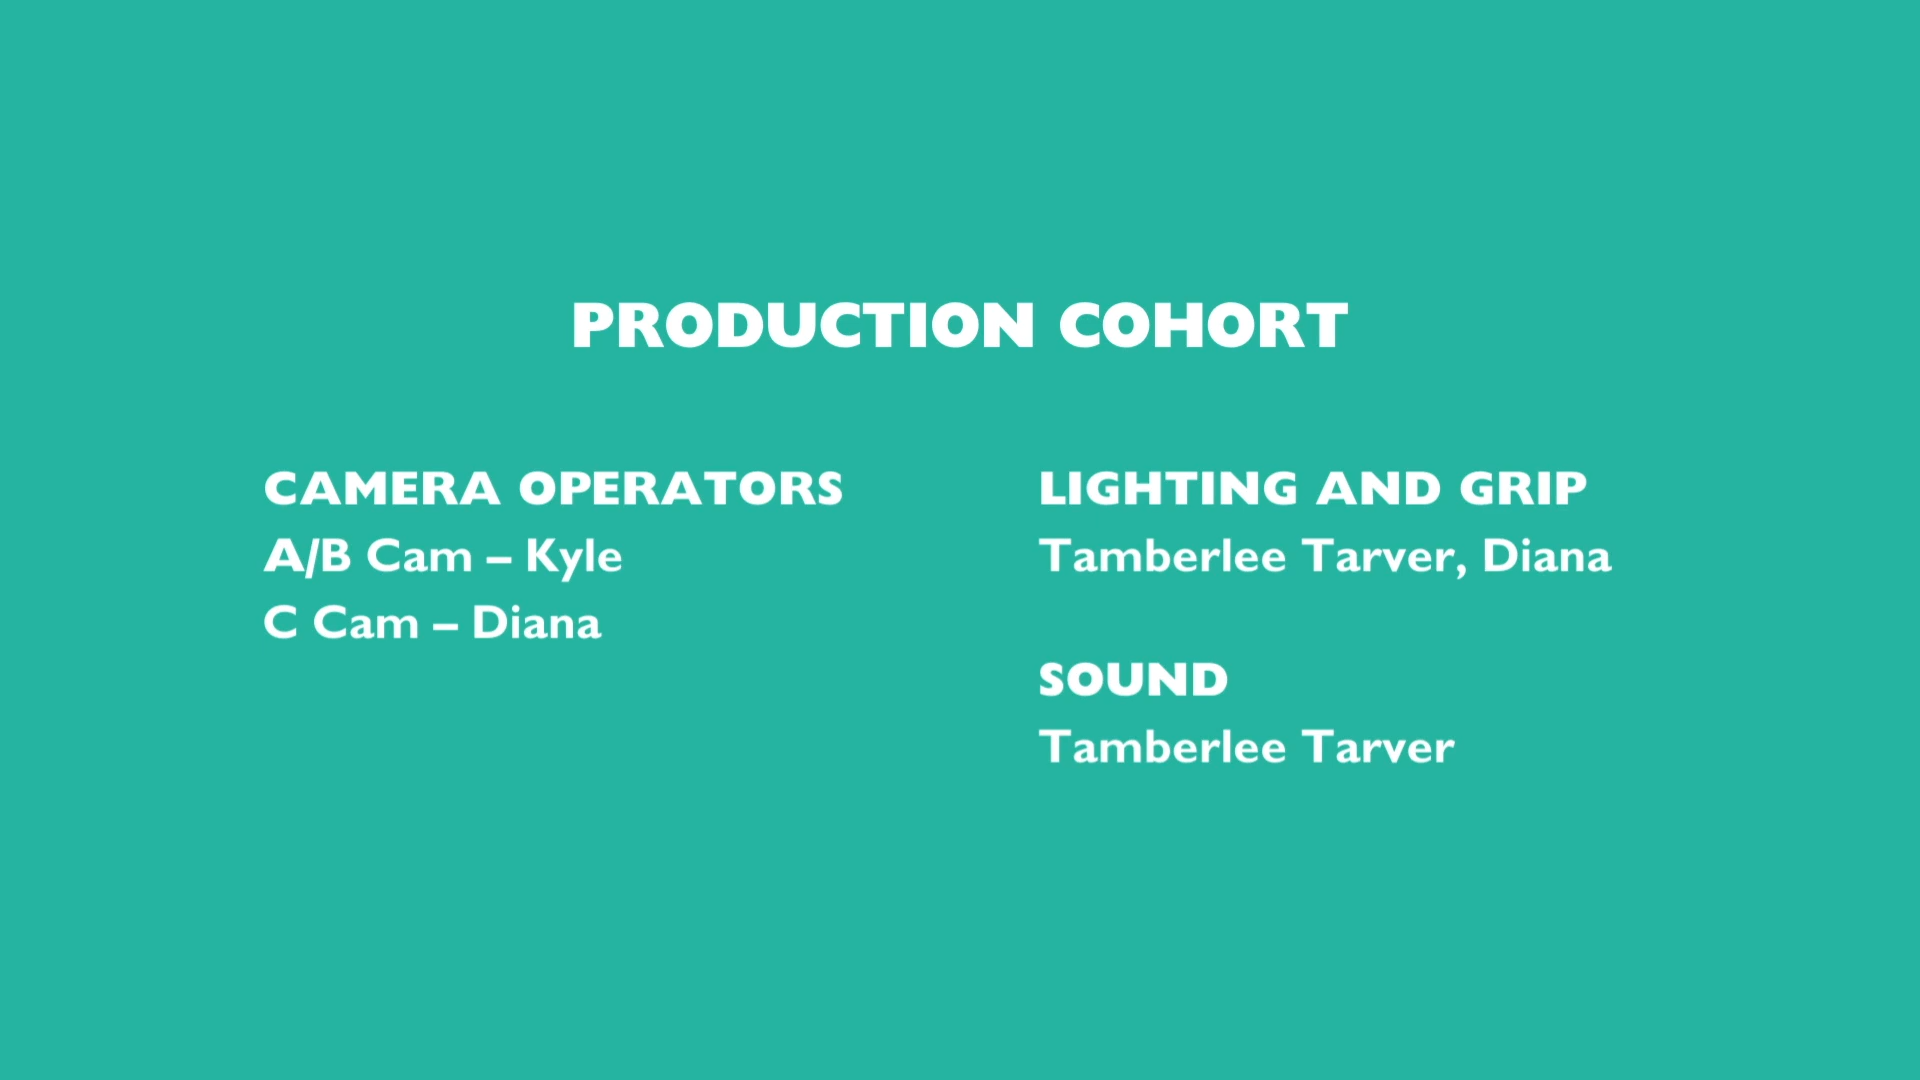 PRODUCTION COHORT
CAMERA OPERATORS
A/B Cam – Kyle
C Cam – Diana
LIGHTING AND GRIP
Tamberlee Tarver, Diana
SOUND
Tamberlee Tarver